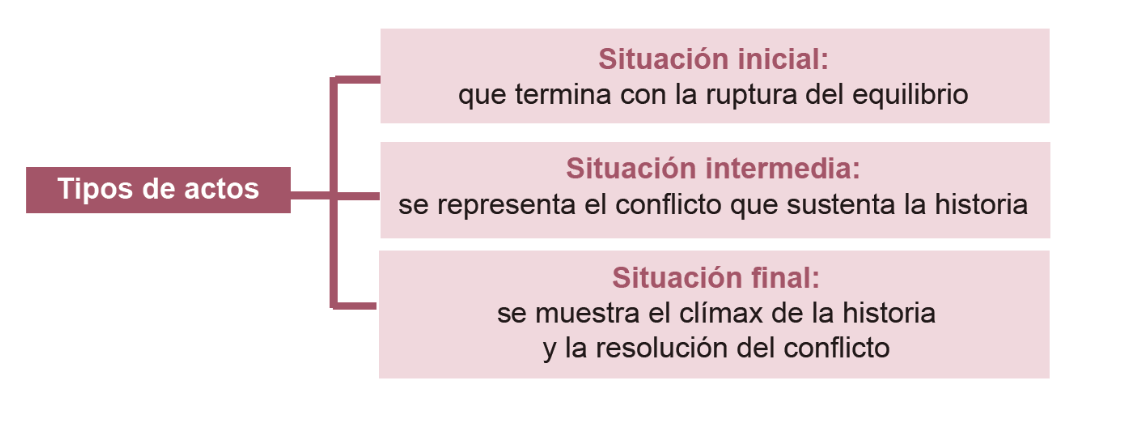 Tipos de actos
Situación inicial:
que termina con la ruptura del equilibrio
Situación intermedia:
se representa el conflicto que sustenta la historia
Situación final:
se muestra el clímax de la historia
y la resolución del conflicto